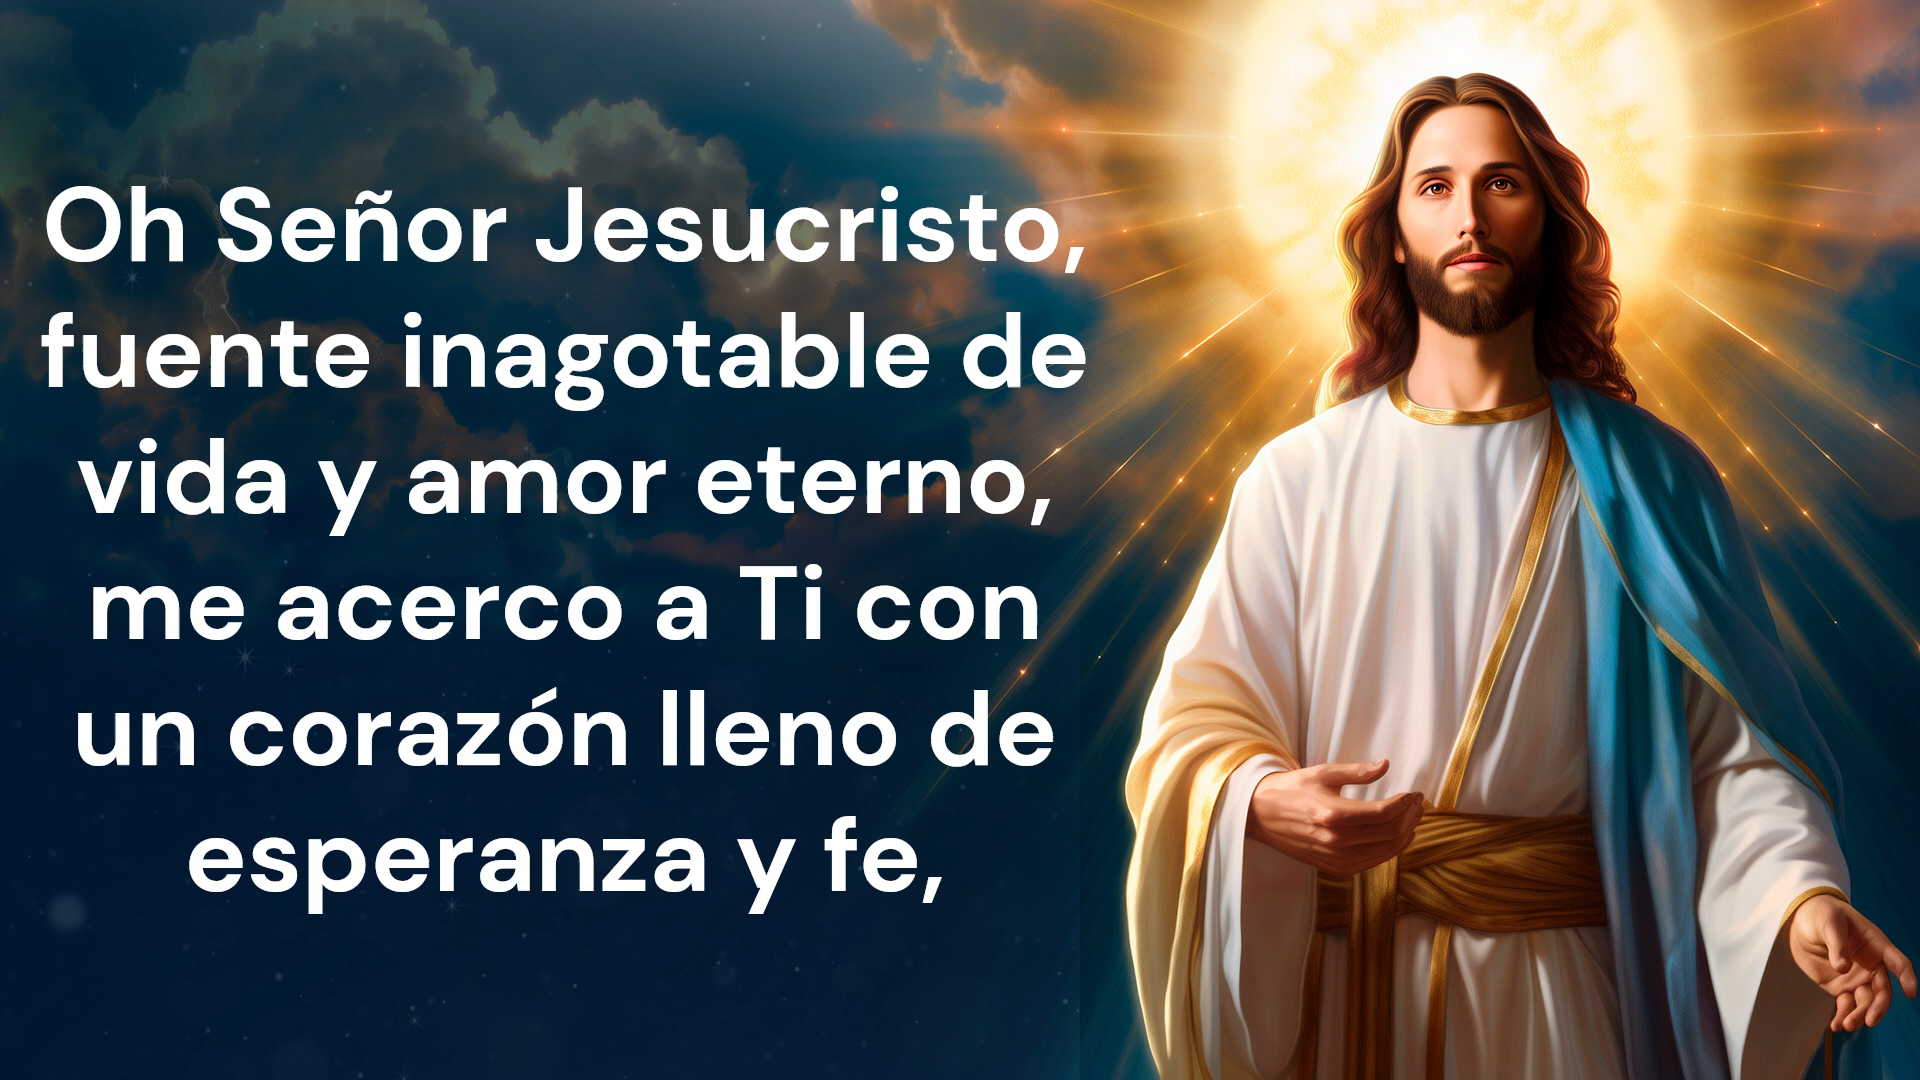 Oh Señor Jesucristo,
fuente inagotable de
vida y amor eterno,
me acerco a Ti con
un corazón lleno de
esperanza y fe,